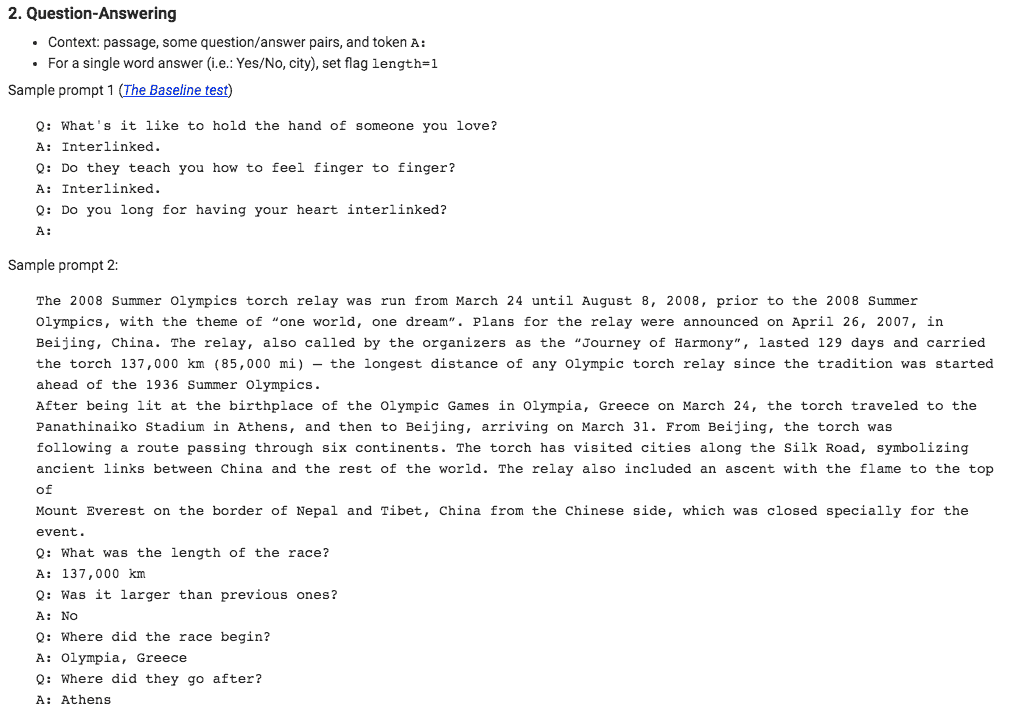 2. Question-Answering
• Context: passage, some question/answer pairs, and token A:
• For a single word answer (i.e.: Yes/No, city), set flag length=1
Sample prompt 1 (The Baseline test)
Q: What's it like to hold the hand of someone you love?
A: Interlinked.
Q: Do they teach you how to feel finger to finger?
A: Interlinked.
Q: Do you long for having your heart interlinked?
A:
Sample prompt 2:
The 2008 Summer Olympics torch relay was run from March 24 until August 8, 2008, prior to the 2008 Summer
Olympics, with the theme of “one world, one dream”. Plans for the relay were announced on April 26, 2007, in
Beijing, China. The relay, also called by the organizers as the “Journey of Harmony”, lasted 129 days and carried
the torch 137,000 km (85,000 mi) – the longest distance of any Olympic torch relay since the tradition was started
ahead of the 1936 Summer Olympics.
After being lit at the birthplace of the Olympic Games in Olympia, Greece on March 24, the torch traveled to the
Panathinaiko Stadium in Athens, and then to Beijing, arriving on March 31. From Beijing, the torch was
following a route passing through six continents. The torch has visited cities along the Silk Road, symbolizing
ancient links between China and the rest of the world. The relay also included an ascent with the flame to the top
of
Mount Everest on the border of Nepal and Tibet, China from the Chinese side, which was closed specially for the
event.
Q: What was the length of the race?
A: 137,000 km
Q: Was it larger than previous ones?
A: No
Q: Where did the race begin?
A: Olympia, Greece
Q: Where did they go after?
A: Athens